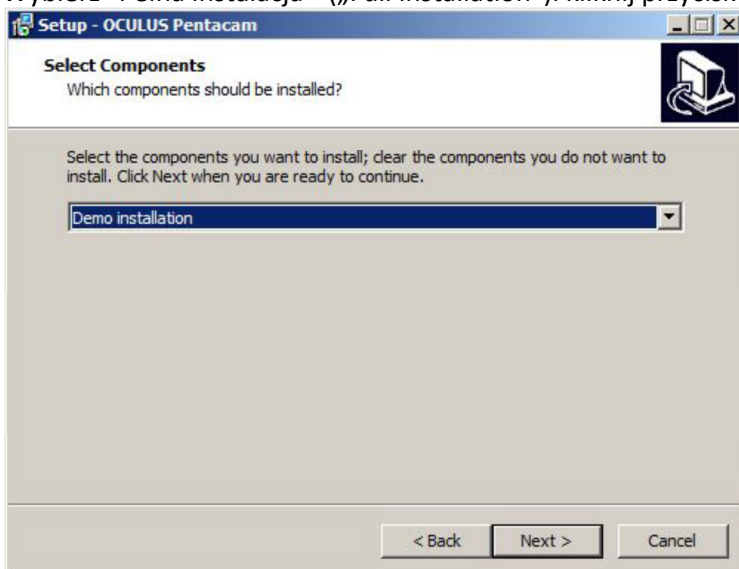 Setup - OCULUS Pentacam
Select Components
Which components should be installed?
Select the components you want to install; clear the components you do not want to
install. Click Next when you are ready to continue.
Demo installation
< Back Next > Cancel